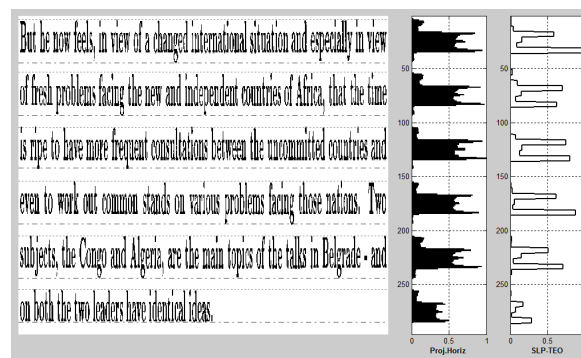 But he now feels, in view of a changed international situation and especially in view
of fresh problems facing the new and independent countries of Africa, that the time
is ripe to have more frequent consultations between the uncommitted countries and
even to work out common stands on various problems facing those nations. Two
subjects, the Congo and Algeria, are the main topics of the talks in Belgrade - and
on both the two leaders have identical ideas.
50
100
150
200
250
0 0.5 1
Proj.Horiz
50
100
150
200
250
0 0.5 1
SLP-TEO